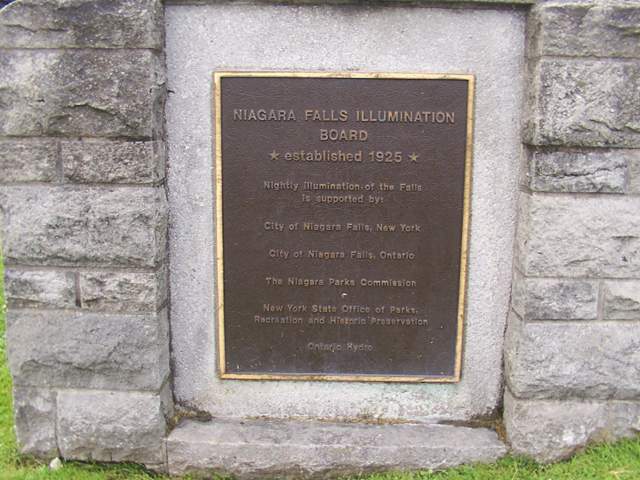 NIAGARA FALLS ILLUMINATION
BOARD
★ established 1925 ★
Nightly illumination of the Falls
is supported by:
City of Niagara Falls, New York
City of Niagara Falls, Ontario
The Niagara Parks Commission
New York State Office of Parks,
Recreation and Historic Preservation
Ontario Hydro